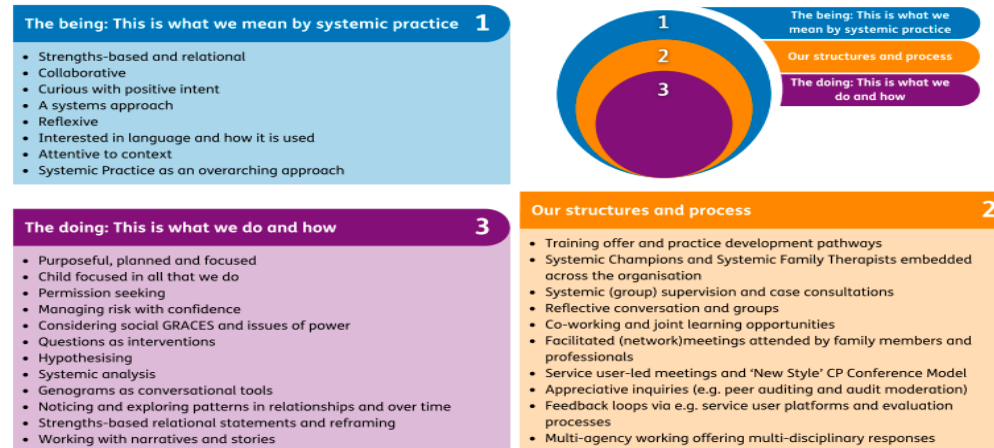 The being: This is what we mean by systemic practice 1
• Strengths-based and relational
• Collaborative
• Curious with positive intent
• A systems approach
• Reflexive
• Interested in language and how it is used
• Attentive to context
• Systemic Practice as an overarching approach
1
2
3
The being: This is what we
mean by systemic practice
Our structures and process
The doing: This is what we
do and how
The doing: This is what we do and how 3
• Purposeful, planned and focused
• Child focused in all that we do
• Permission seeking
• Managing risk with confidence
• Considering social GRACES and issues of power
• Questions as interventions
• Hypothesising
• Systemic analysis
• Genograms as conversational tools
• Noticing and exploring patterns in relationships and over time
• Strengths-based relational statements and reframing
• Working with narratives and stories
Our structures and process 2
• Training offer and practice development pathways
• Systemic Champions and Systemic Family Therapists embedded
across the organisation
• Systemic (group) supervision and case consultations
• Reflective conversation and groups
• Co-working and joint learning opportunities
• Facilitated (network)meetings attended by family members and
professionals
• Service user-led meetings and ‘New Style’ CP Conference Model
• Appreciative inquiries (e.g. peer auditing and audit moderation)
• Feedback loops via e.g. service user platforms and evaluation
processes
• Multi-agency working offering multi-disciplinary responses